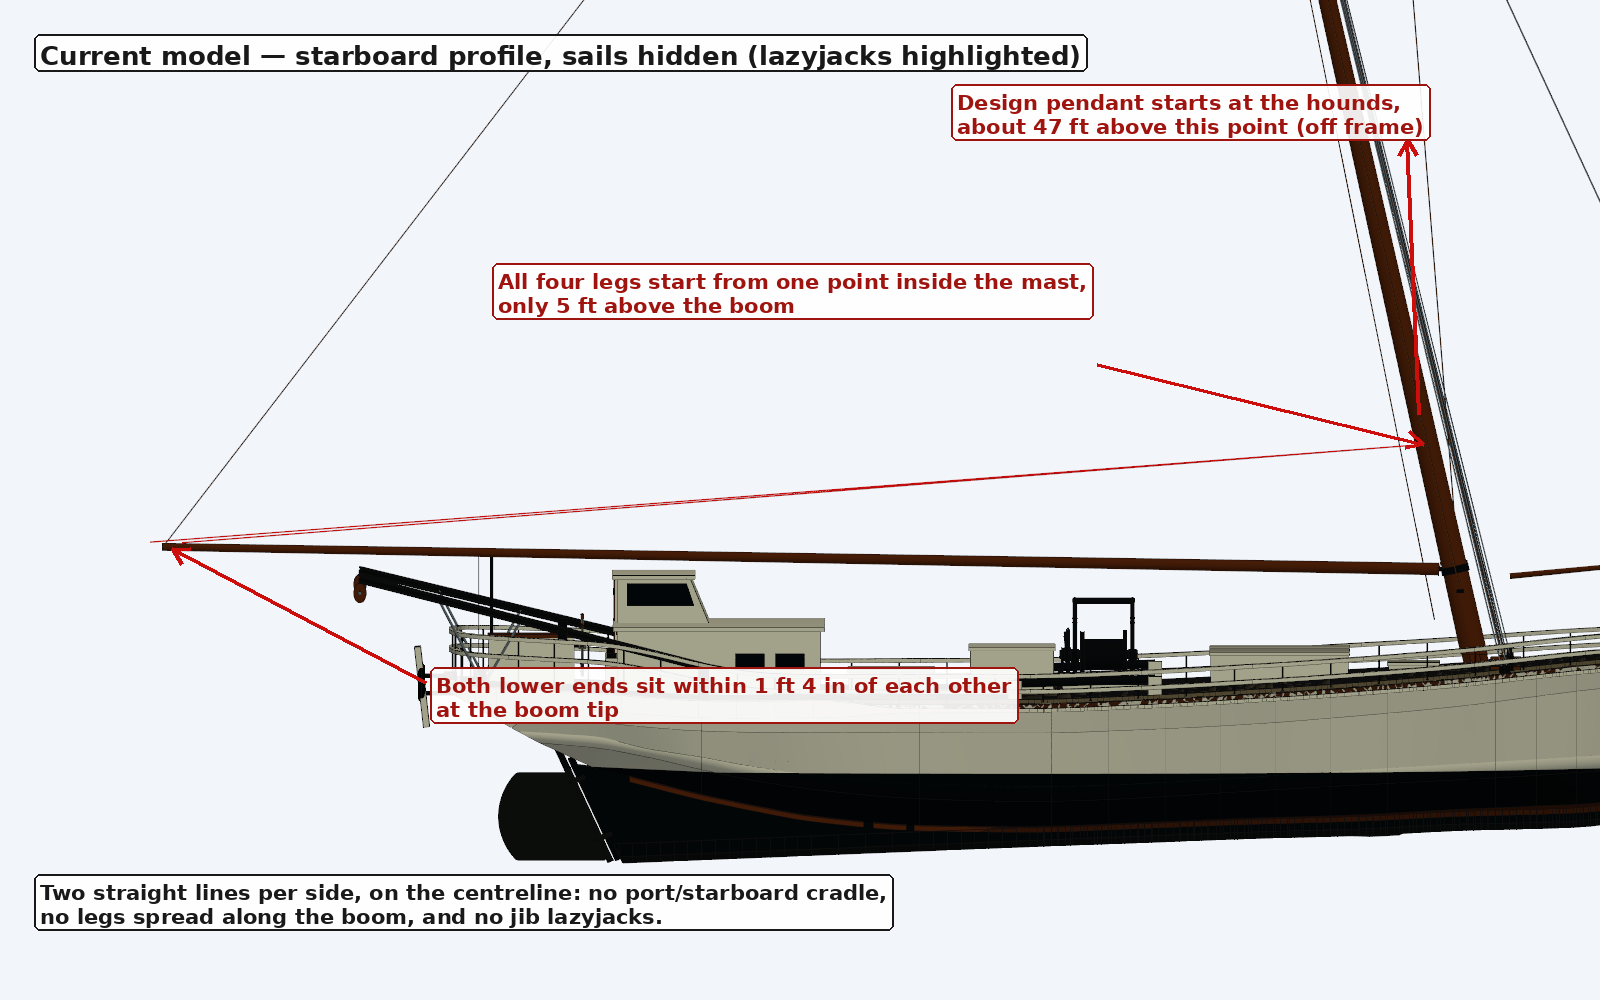 Current model — starboard profile, sails hidden (lazyjacks highlighted)
Design pendant starts at the hounds,
about 47 ft above this point (off frame)
All four legs start from one point inside the mast,
only 5 ft above the boom
Both lower ends sit within 1 ft 4 in of each other
at the boom tip
Two straight lines per side, on the centreline: no port/starboard cradle,
no legs spread along the boom, and no jib lazyjacks.